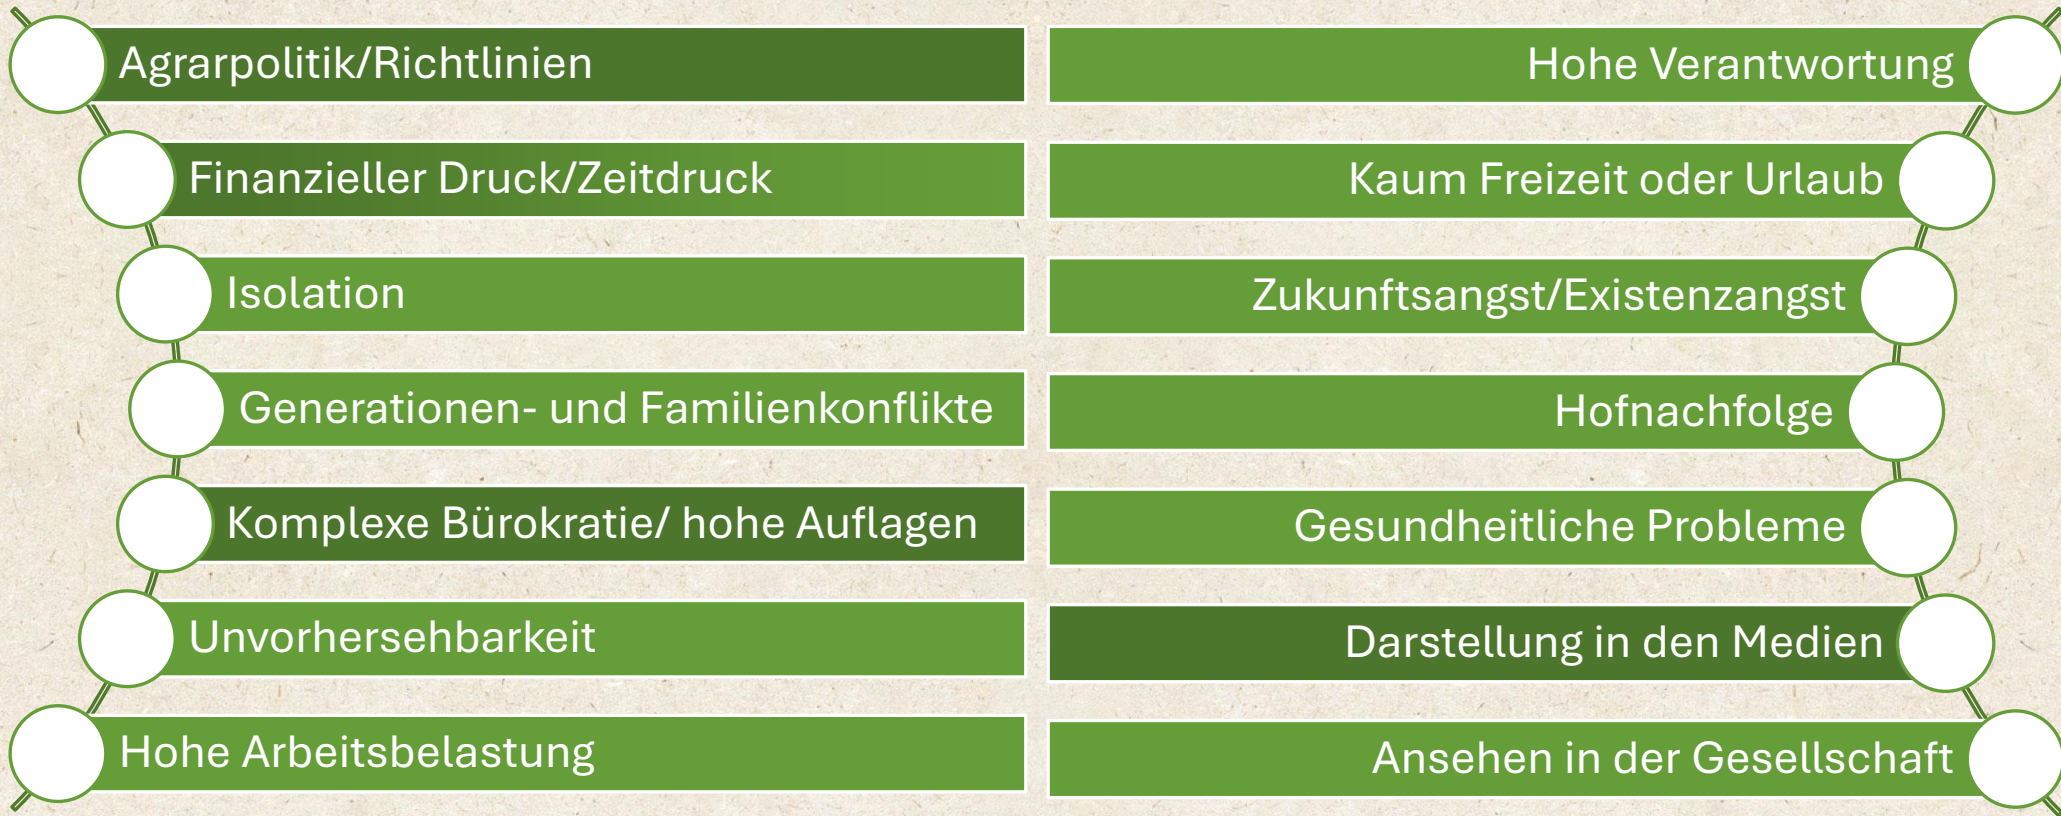 Agrarpolitik/Richtlinien
Finanzieller Druck/Zeitdruck
Isolation
Generationen- und Familienkonflikte
Komplexe Bürokratie/ hohe Auflagen
Unvorhersehbarkeit
Hohe Arbeitsbelastung
Hohe Verantwortung
Kaum Freizeit oder Urlaub
Zukunftsangst/Existenzangst
Hofnachfolge
Gesundheitliche Probleme
Darstellung in den Medien
Ansehen in der Gesellschaft